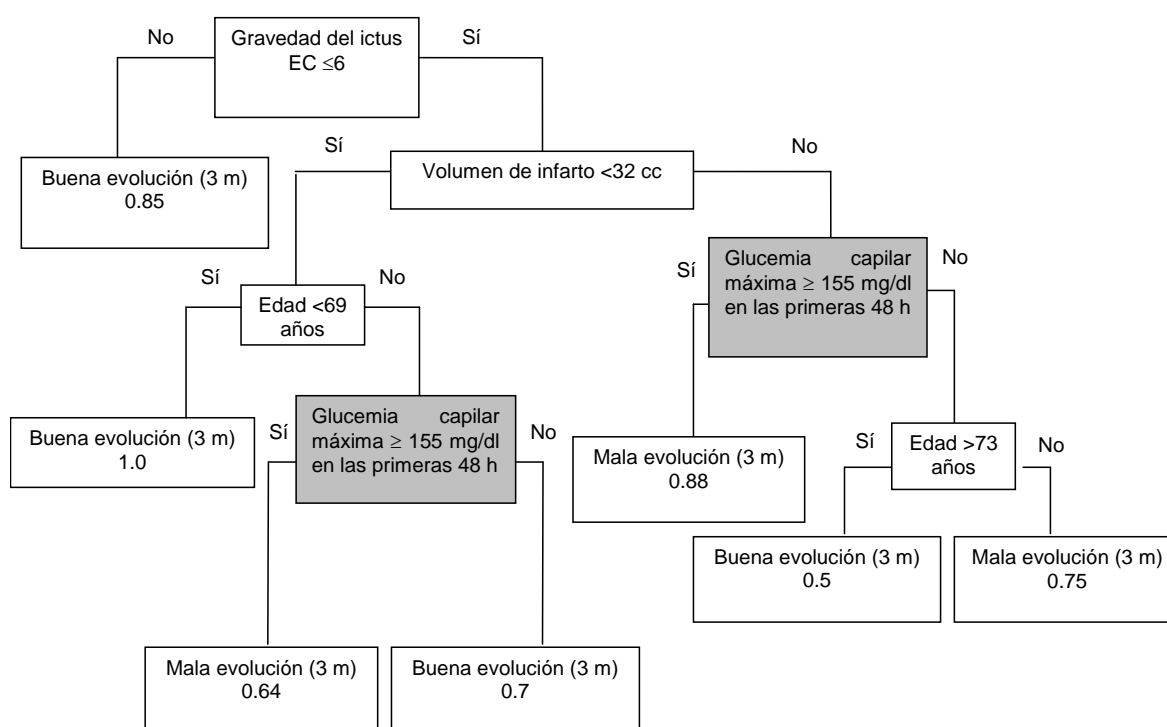 No
Gravedad del ictus
EC ≤6
Sí
Sí
Volumen de infarto <32 cc
No
Buena evolución (3 m)
0.85
Sí
Glucemia capilar
máxima ≥ 155 mg/dl
en las primeras 48 h
No
Sí
Edad <69
años
No
Sí
Glucemia capilar
máxima ≥ 155 mg/dl
en las primeras 48 h
No
Buena evolución (3 m)
1.0
Mala evolución (3 m)
0.88
Sí
Edad >73
años
No
Buena evolución (3 m)
0.5
Mala evolución (3 m)
0.75
Mala evolución (3 m)
0.64
Buena evolución (3 m)
0.7